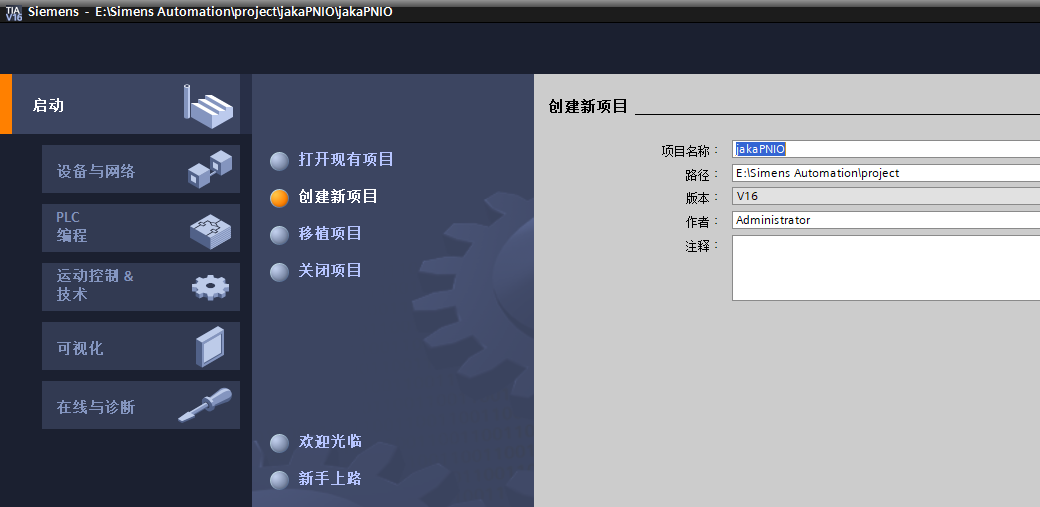 TIA
V16
Siemens - E:\Simens Automation\project\jakaPNIO\jakaPNIO
启动
设备与网络
PLC
编程
运动控制 &
技术
可视化
在线与诊断
打开现有项目
创建新项目
移植项目
关闭项目
欢迎光临
新手上路
创建新项目
项目名称： jakaPNIO
路径： E:\Simens Automation\project
版本： V16
作者： Administrator
注释：